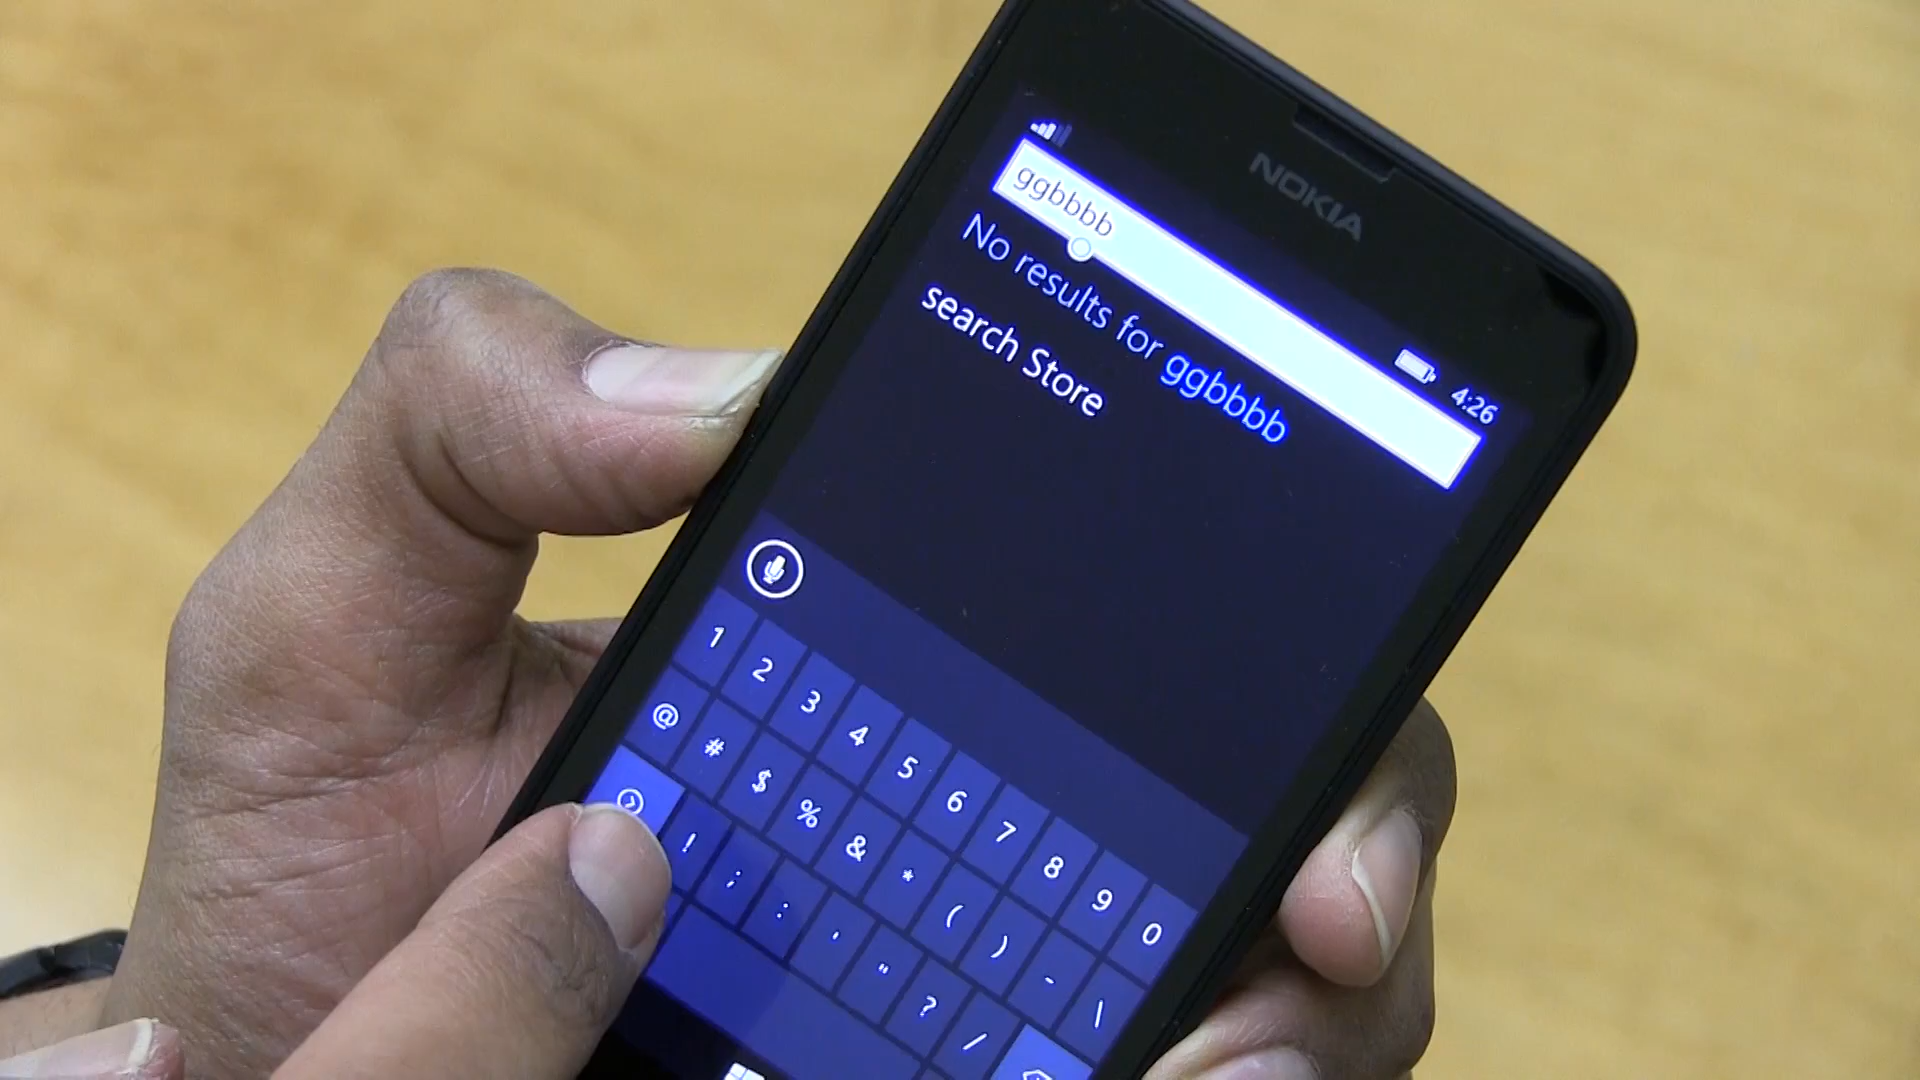 NOKIA
4:26
ggbbbb
No results for ggbbbb
search Store
1 2 3 4 5 6 7 8 9 0
@ # $ % & * ( ) - \
! ; : ' " ? /